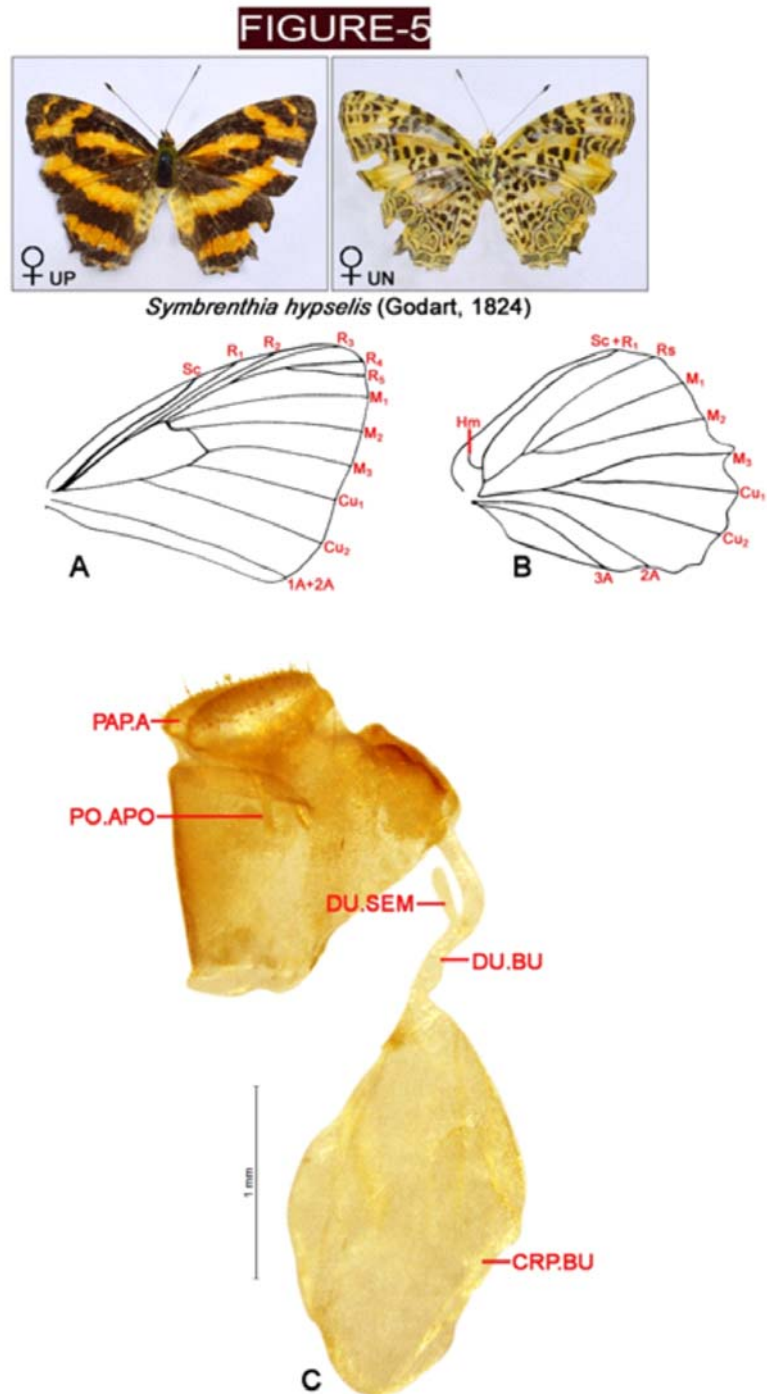 FIGURE-5
♀ UP
♀ UN
Symbrenthia hypselis (Godart, 1824)
Sc R₁ R₂ R₃
R₄
R₅
M₁
M₂
M₃
Cu₁
Cu₂
1A+2A
A
Sc+R₁ Rs
M₁
M₂
Hm
M₃
Cu₁
Cu₂
3A 2A
B
PAP.A
PO.APO
DU.SEM
DU.BU
1 mm
CRP.BU
C